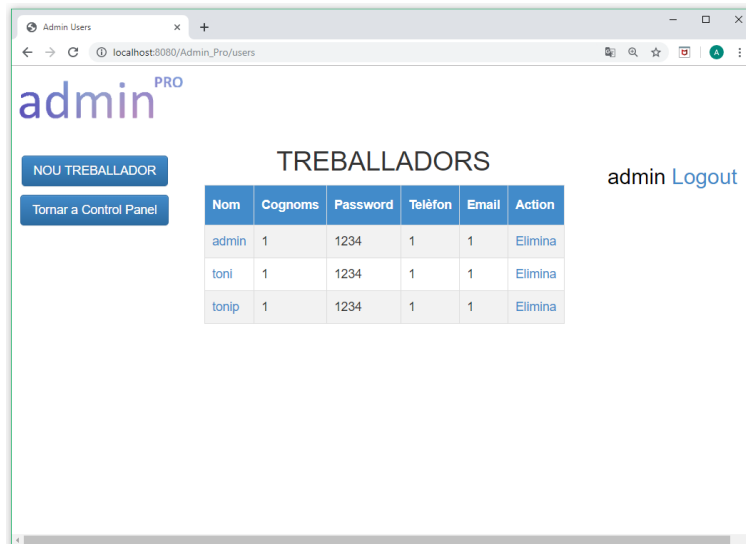 Admin Users
localhost:8080/Admin_Pro/users
admin PRO
NOU TREBALLADOR
Tornar a Control Panel
TREBALLADORS
admin Logout
Nom Cognoms Password Telèfon Email Action
admin 1 1234 1 1 Elimina
toni 1 1234 1 1 Elimina
tonip 1 1234 1 1 Elimina
A